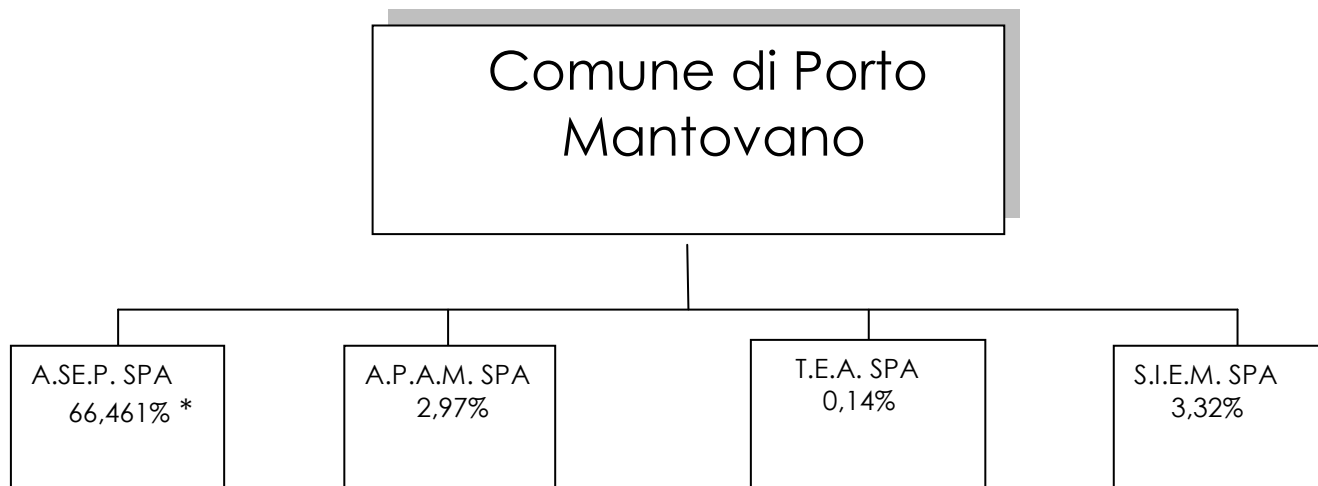 Comune di Porto
Mantovano
A.SE.P. SPA
66,461% *
A.P.A.M. SPA
2,97%
T.E.A. SPA
0,14%
S.I.E.M. SPA
3,32%